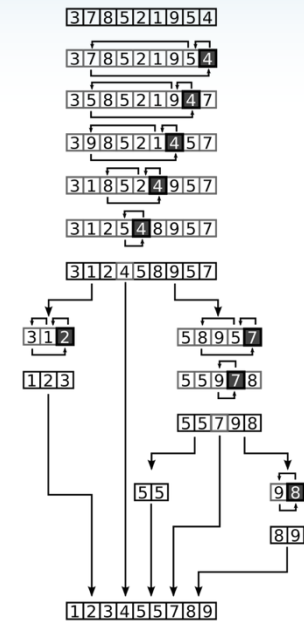 3 7 8 5 2 1 9 5 4
3 7 8 5 2 1 9 5 4
3 5 8 5 2 1 9 4 7
3 9 8 5 2 1 4 5 7
3 1 8 5 2 4 9 5 7
3 1 2 5 4 8 9 5 7
3 1 2 4 5 8 9 5 7
3 1 2
5 8 9 5 7
1 2 3
5 5 9 7 8
5 5 7 9 8
5 5
9 8
8 9
1 2 3 4 5 5 7 8 9